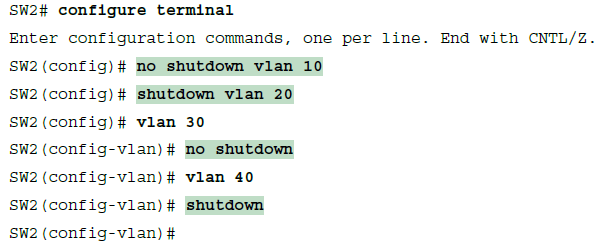 SW2# configure terminal
Enter configuration commands, one per line. End with CNTL/Z.
SW2(config)# no shutdown vlan 10
SW2(config)# shutdown vlan 20
SW2(config)# vlan 30
SW2(config-vlan)# no shutdown
SW2(config-vlan)# vlan 40
SW2(config-vlan)# shutdown
SW2(config-vlan)#